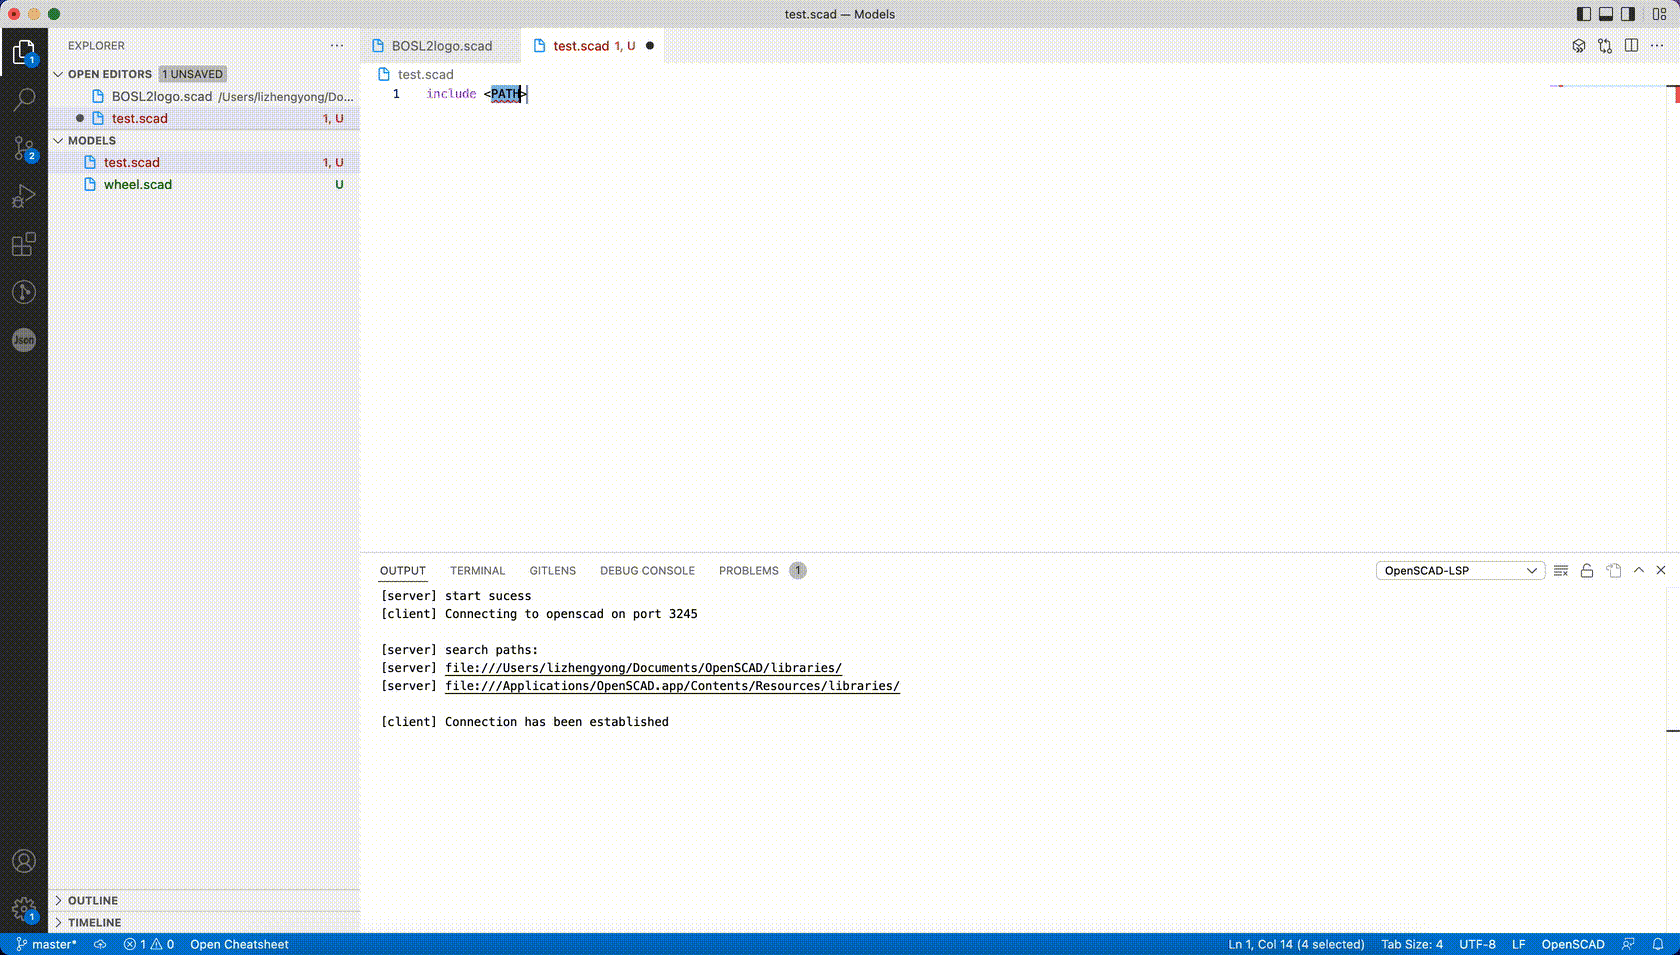 test.scad — Models
EXPLORER
OPEN EDITORS 1 UNSAVED
BOSL2logo.scad /Users/lizhengyong/Do...
test.scad 1, U
MODELS
test.scad 1, U
wheel.scad U
OUTLINE
TIMELINE
1
2
Json
1
BOSL2logo.scad
test.scad 1, U
test.scad
1 include <PATH>
OUTPUT TERMINAL GITLENS DEBUG CONSOLE PROBLEMS 1
OpenSCAD-LSP
[server] start sucess
[client] Connecting to openscad on port 3245
[server] search paths:
[server] file:///Users/lizhengyong/Documents/OpenSCAD/libraries/
[server] file:///Applications/OpenSCAD.app/Contents/Resources/libraries/
[client] Connection has been established
master* 1 0 Open Cheatsheet
Ln 1, Col 14 (4 selected) Tab Size: 4 UTF-8 LF OpenSCAD